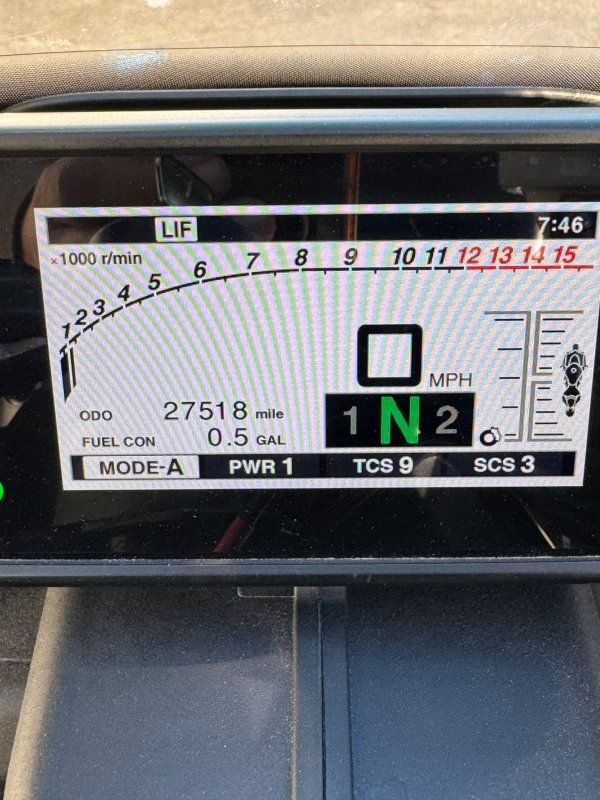 LIF 7:46
×1000 r/min
1 2 3 4 5 6 7 8 9 10 11 12 13 14 15
0 MPH
ODO 27518 mile
1 N 2
FUEL CON 0.5 GAL
MODE-A PWR 1 TCS 9 SCS 3